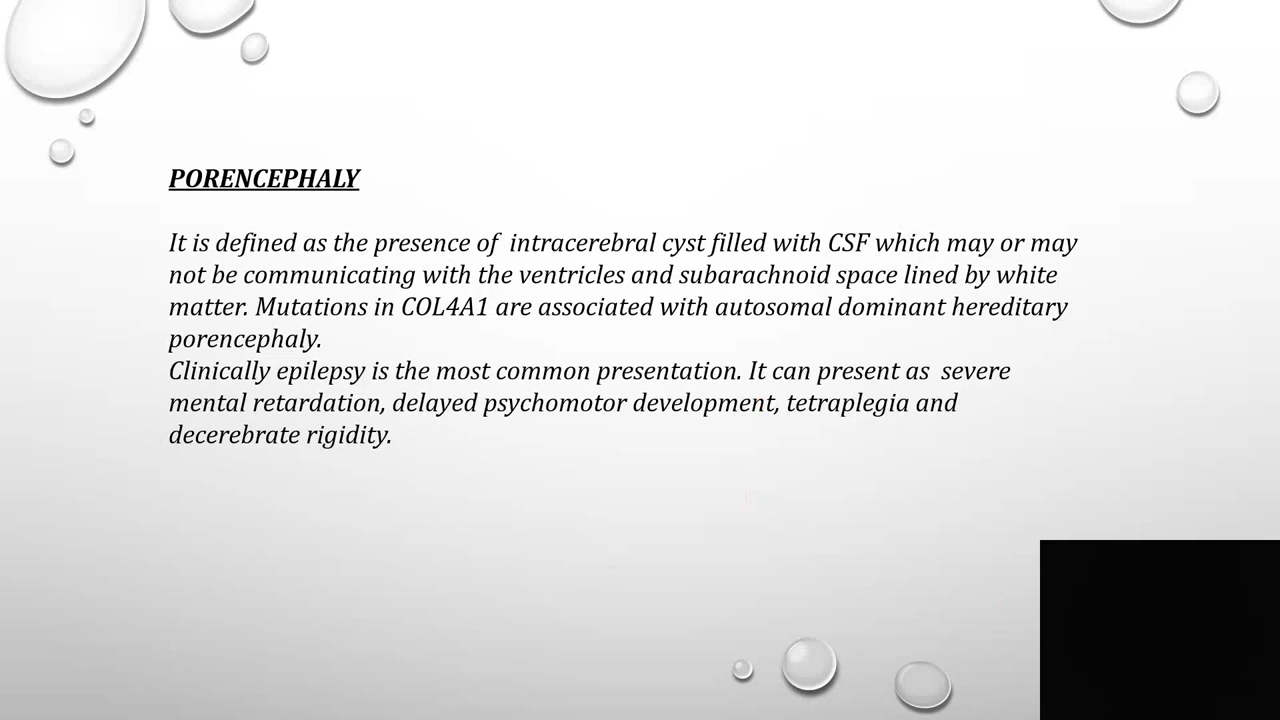 PORENCEPHALY
It is defined as the presence of intracerebral cyst filled with CSF which may or may
not be communicating with the ventricles and subarachnoid space lined by white
matter. Mutations in COL4A1 are associated with autosomal dominant hereditary
porencephaly.
Clinically epilepsy is the most common presentation. It can present as severe
mental retardation, delayed psychomotor development, tetraplegia and
decerebrate rigidity.